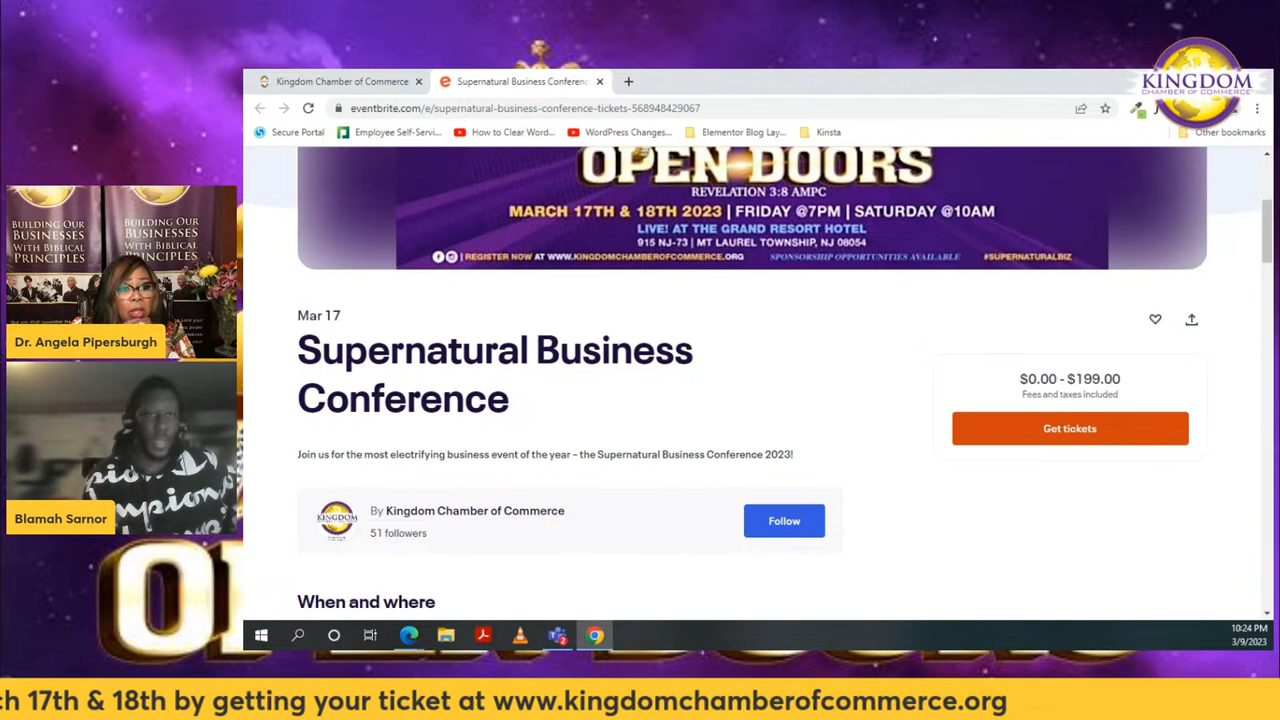 Kingdom Chamber of Commerce
Supernatural Business Conferenc
eventbrite.com/e/supernatural-business-conference-tickets-568948429067
Secure Portal
Employee Self-Servi...
How to Clear Word...
WordPress Changes...
Elementor Blog Lay...
Kinsta
Other bookmarks
KINGDOM
CHAMBER OF COMMERCE
OPEN DOORS
REVELATION 3:8 AMPC
MARCH 17TH & 18TH 2023 | FRIDAY @7PM | SATURDAY @10AM
LIVE! AT THE GRAND RESORT HOTEL
915 NJ-73 | MT LAUREL TOWNSHIP, NJ 08054
| REGISTER NOW AT WWW.KINGDOMCHAMBEROFCOMMERCE.ORG
SPONSORSHIP OPPORTUNITIES AVAILABLE
#SUPERNATURALBIZ
BUILDING OUR
BUSINESSES
WITH BIBLICAL
PRINCIPLES
BUILDING OUR
BUSINESSES
WITH BIBLICAL
PRINCIPLES
Dr. Angela Pipersburgh
Blamah Sarnor
Mar 17
Supernatural Business
Conference
Join us for the most electrifying business event of the year - the Supernatural Business Conference 2023!
By Kingdom Chamber of Commerce
51 followers
Follow
$0.00 - $199.00
Fees and taxes included
Get tickets
When and where
10:24 PM
3/9/2023
ch 17th & 18th by getting your ticket at www.kingdomchamberofcommerce.org